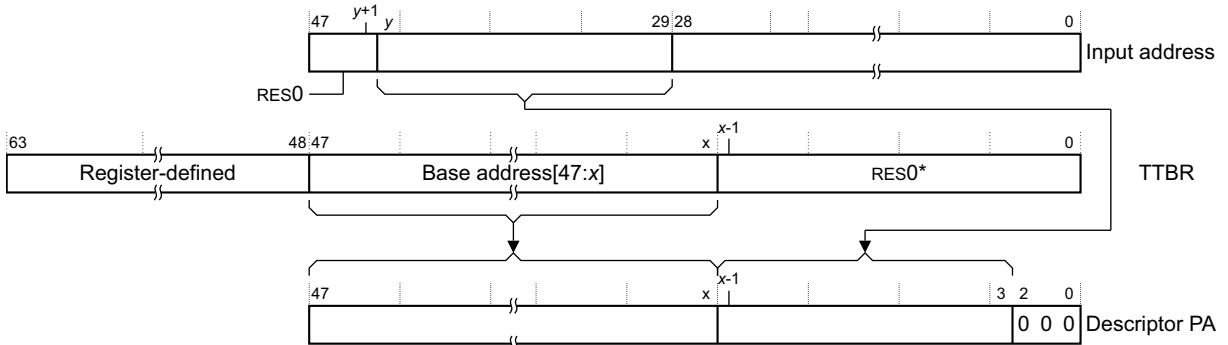 47 y+1 y 29 28 0
Input address
RES0
63 48 47 x x-1 0
Register-defined Base address[47:x] RES0* TTBR
47 x x-1 3 2 0
0 0 0 Descriptor PA